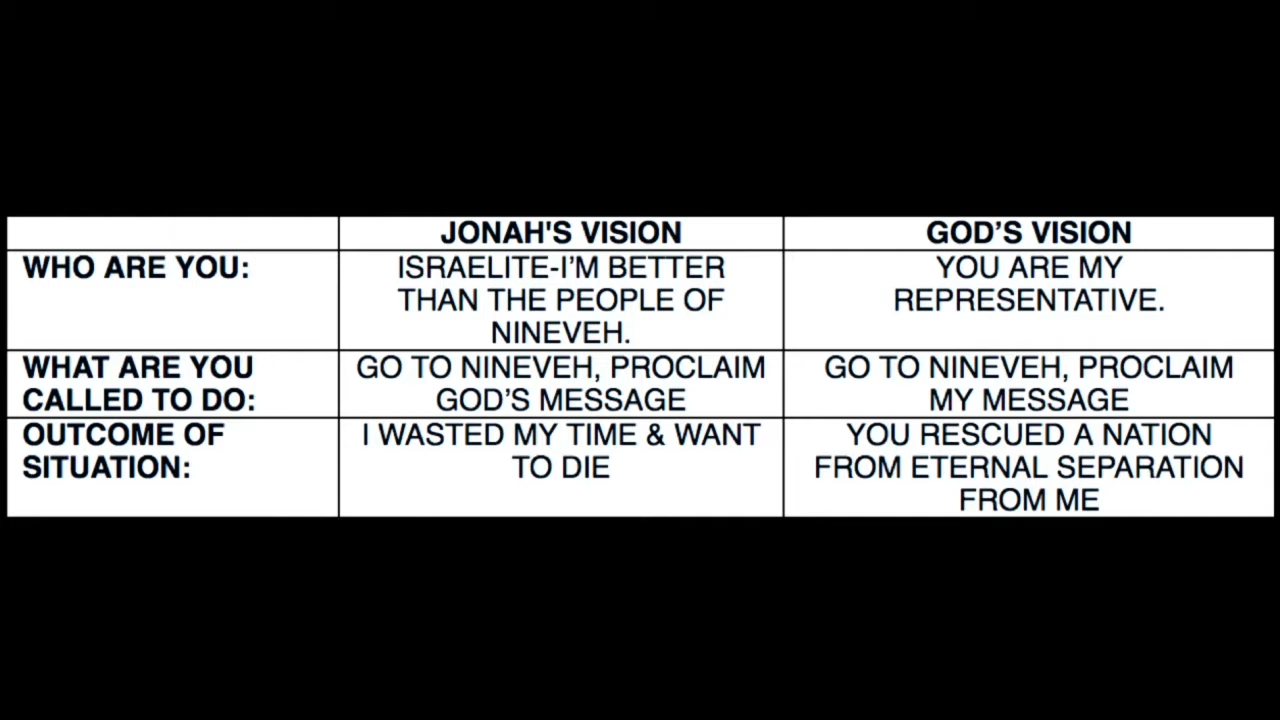 JONAH'S VISION
GOD’S VISION
WHO ARE YOU:
ISRAELITE-I’M BETTER
THAN THE PEOPLE OF
NINEVEH.
YOU ARE MY
REPRESENTATIVE.
WHAT ARE YOU
CALLED TO DO:
GO TO NINEVEH, PROCLAIM
GOD’S MESSAGE
GO TO NINEVEH, PROCLAIM
MY MESSAGE
OUTCOME OF
SITUATION:
I WASTED MY TIME & WANT
TO DIE
YOU RESCUED A NATION
FROM ETERNAL SEPARATION
FROM ME